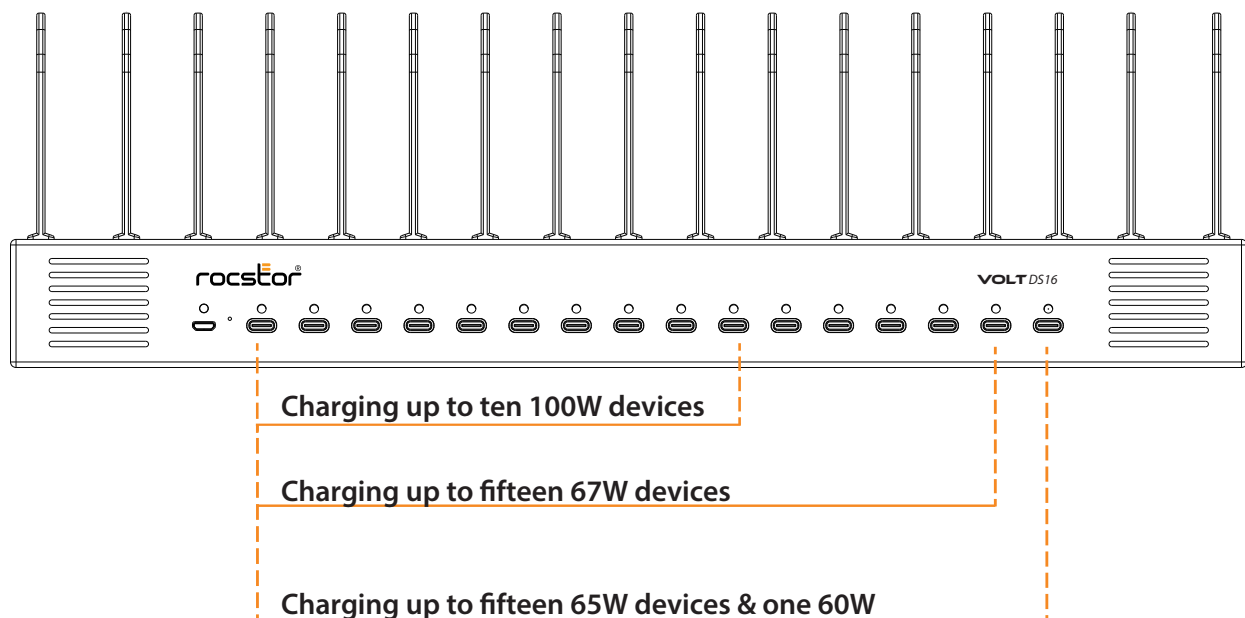 rocstor®
VOLT DS16
Charging up to ten 100W devices
Charging up to fifteen 67W devices
Charging up to fifteen 65W devices & one 60W